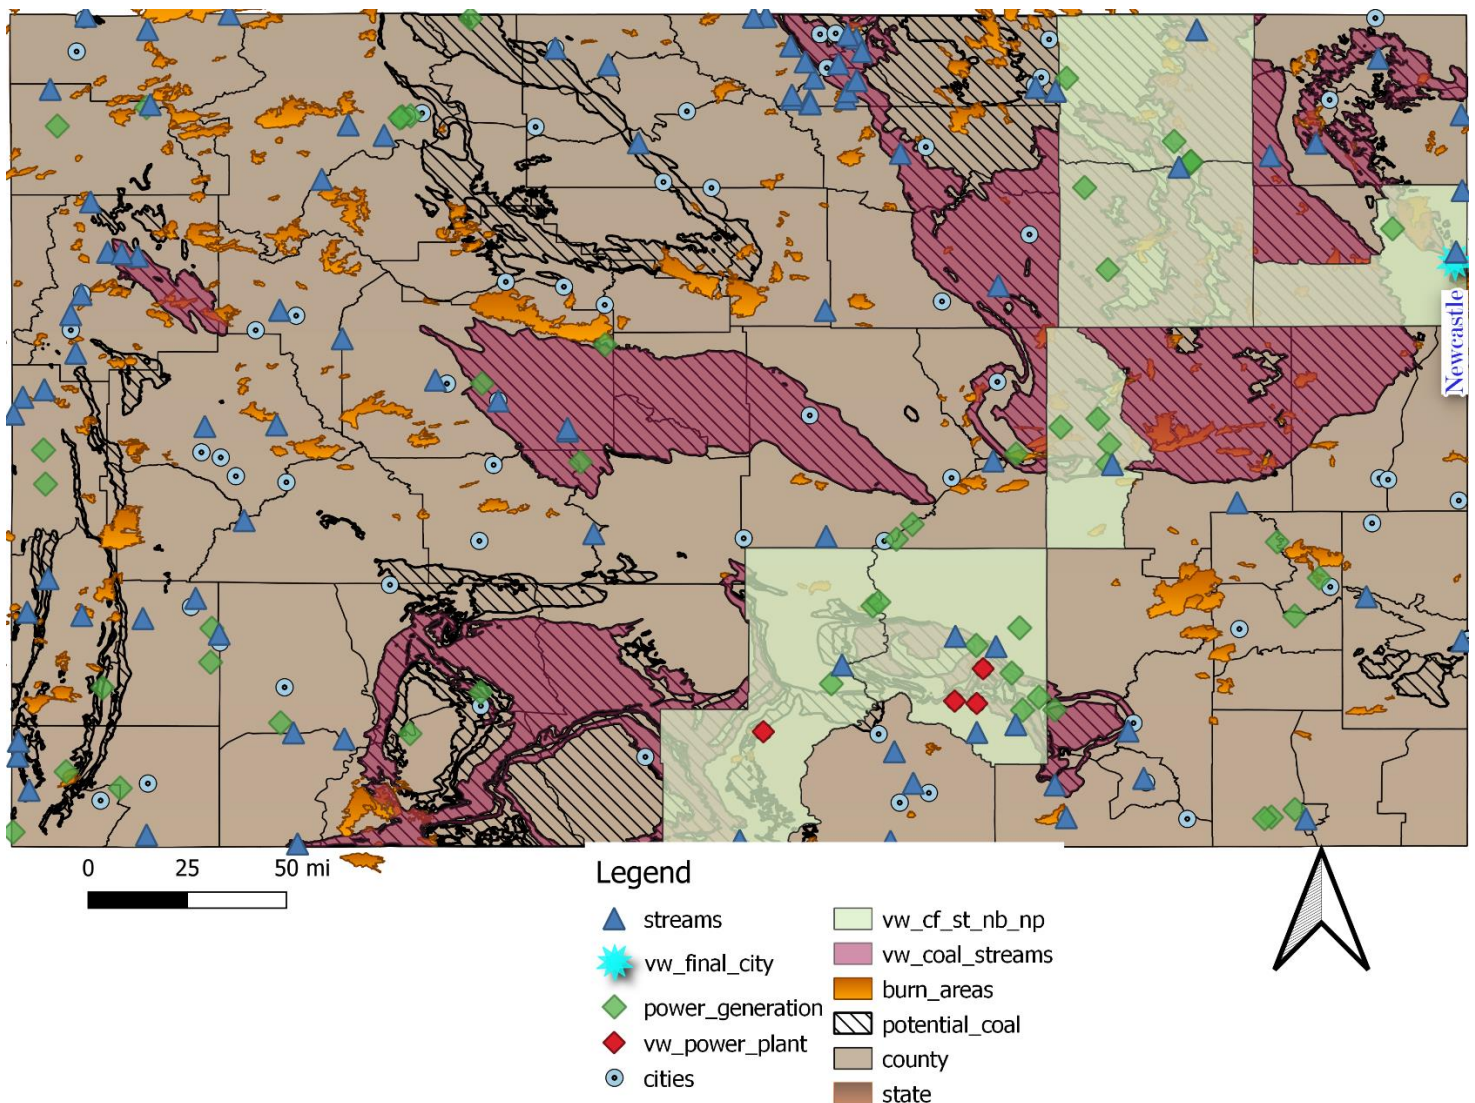 Newcastle
0 25 50 mi
Legend
streams
vw_final_city
power_generation
vw_power_plant
cities
vw_cf_st_nb_np
vw_coal_streams
burn_areas
potential_coal
county
state